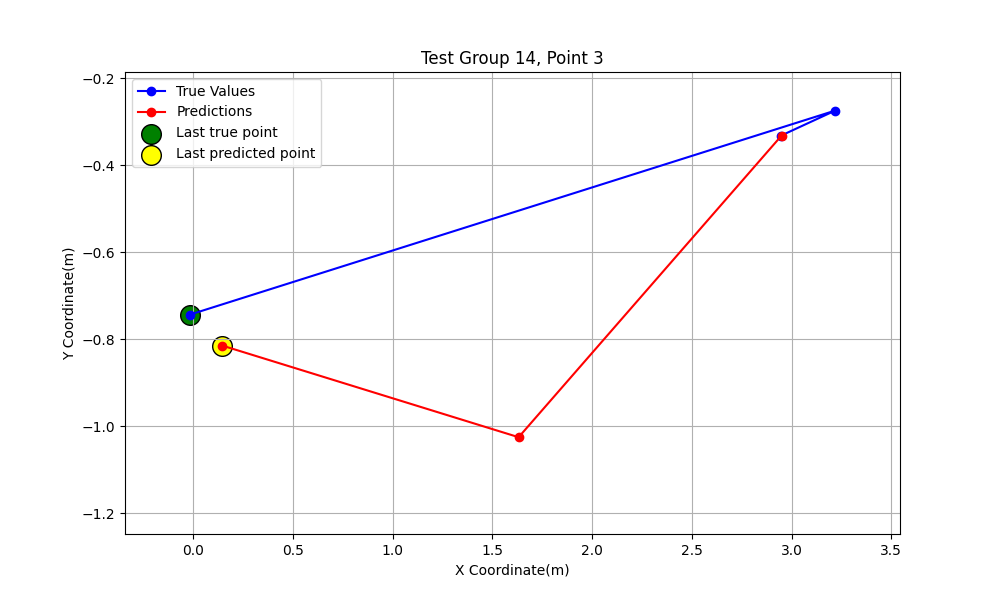 Test Group 14, Point 3
True Values
Predictions
Last true point
Last predicted point
Y Coordinate(m)
−0.2
−0.4
−0.6
−0.8
−1.0
−1.2
0.0 0.5 1.0 1.5 2.0 2.5 3.0 3.5
X Coordinate(m)